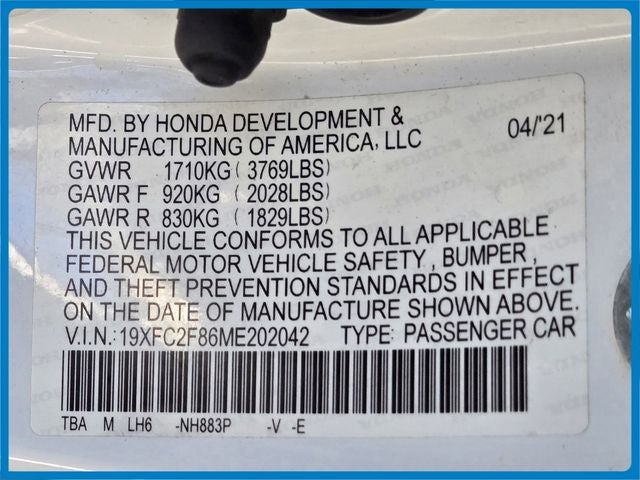 MFD. BY HONDA DEVELOPMENT & 04/'21
MANUFACTURING OF AMERICA, LLC
GVWR 1710KG ( 3769LBS)
GAWR F 920KG ( 2028LBS)
GAWR R 830KG ( 1829LBS)
THIS VEHICLE CONFORMS TO ALL APPLICABLE
FEDERAL MOTOR VEHICLE SAFETY , BUMPER ,
AND THEFT PREVENTION STANDARDS IN EFFECT
ON THE DATE OF MANUFACTURE SHOWN ABOVE.
V.I.N.: 19XFC2F86ME202042 TYPE: PASSENGER CAR
TBA M LH6 -NH883P -V -E